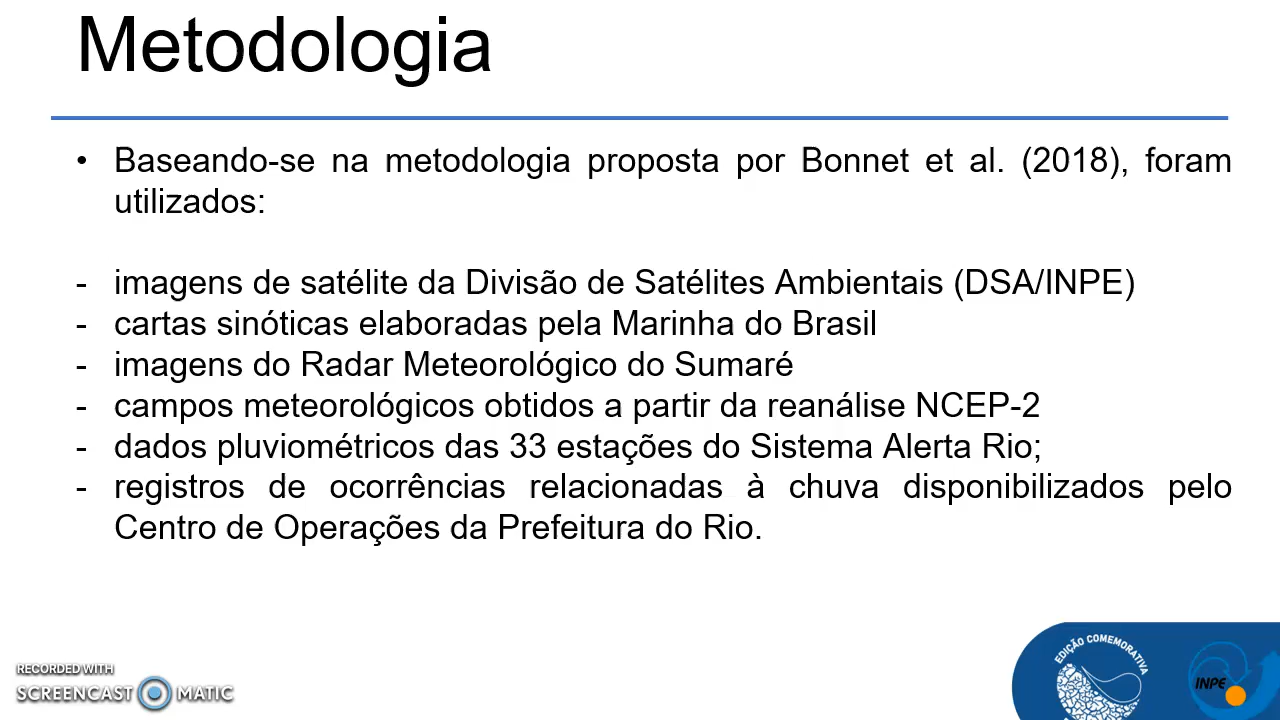 Metodologia
• Baseando-se na metodologia proposta por Bonnet et al. (2018), foram
utilizados:
- imagens de satélite da Divisão de Satélites Ambientais (DSA/INPE)
- cartas sinóticas elaboradas pela Marinha do Brasil
- imagens do Radar Meteorológico do Sumaré
- campos meteorológicos obtidos a partir da reanálise NCEP-2
- dados pluviométricos das 33 estações do Sistema Alerta Rio;
- registros de ocorrências relacionadas à chuva disponibilizados pelo
Centro de Operações da Prefeitura do Rio.
EDIÇÃO COMEMORATIVA
INPE
RECORDED WITH
SCREENCAST MATIC